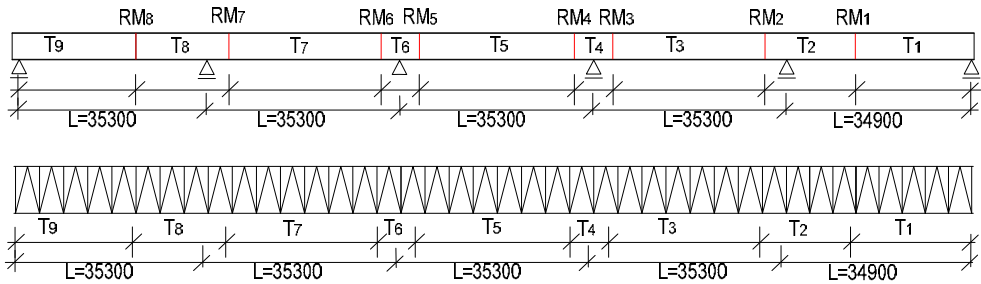 RM8 RM7 RM6 RM5 RM4 RM3 RM2 RM1
T9 T8 T7 T6 T5 T4 T3 T2 T1
L=35300 L=35300 L=35300 L=35300 L=34900
T9 T8 T7 T6 T5 T4 T3 T2 T1
L=35300 L=35300 L=35300 L=35300 L=34900